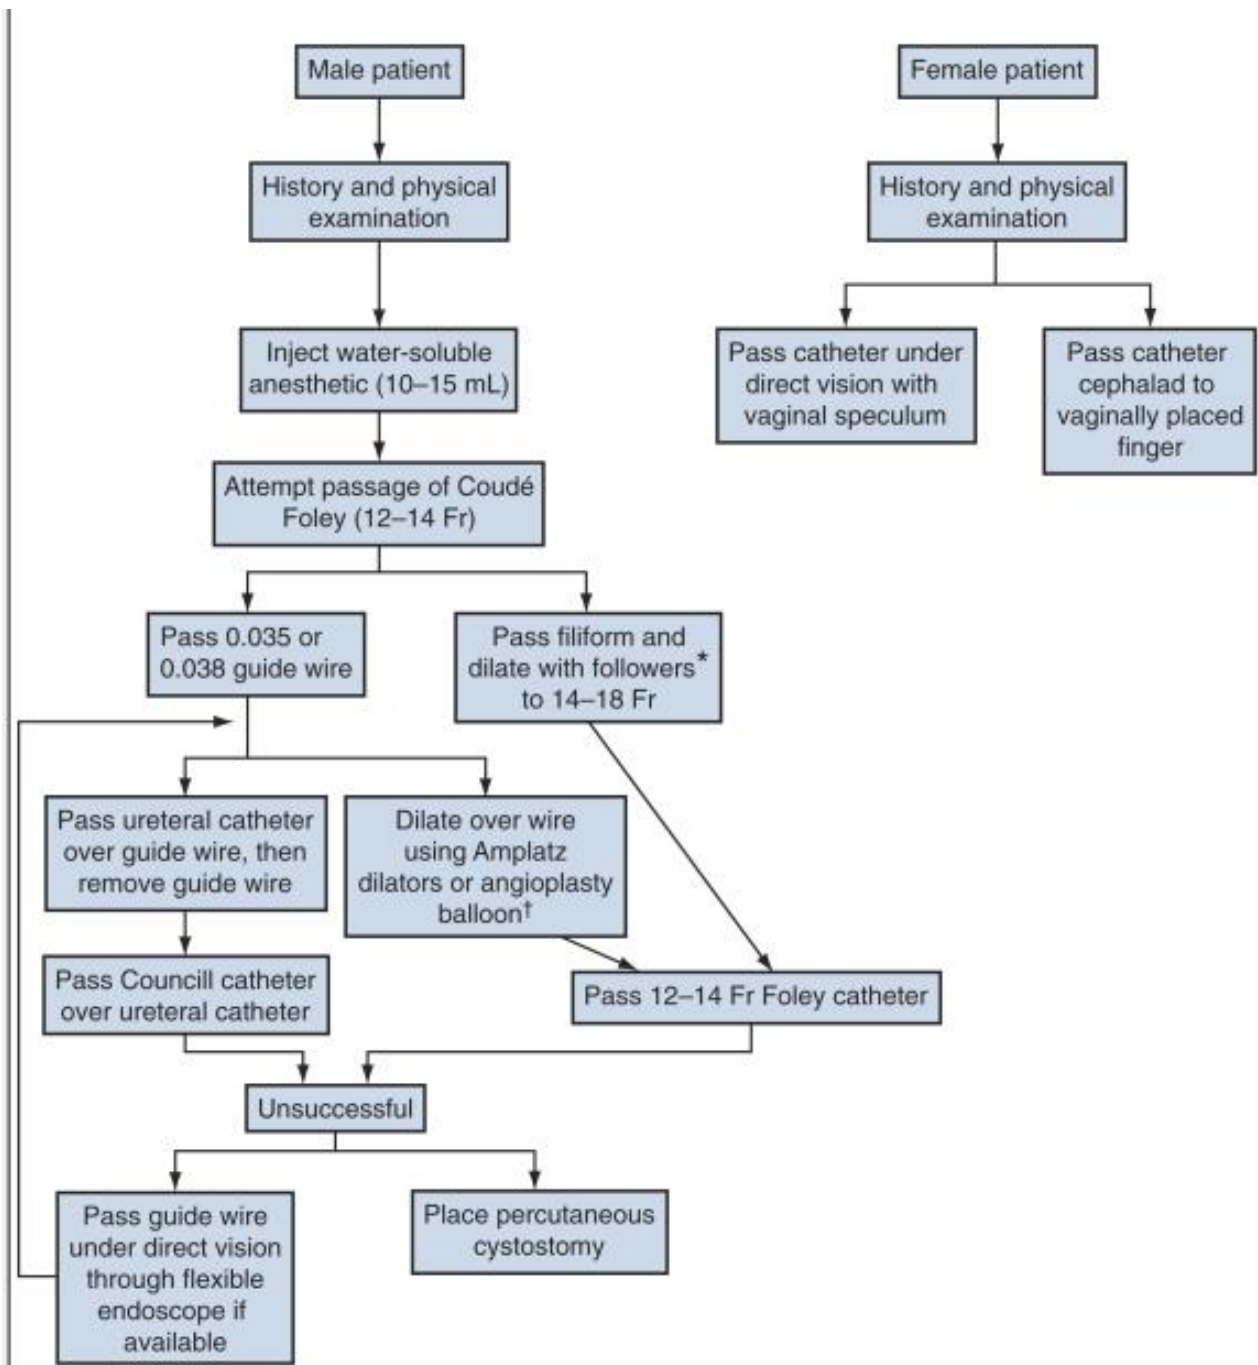 Male patient
Female patient
History and physical
examination
History and physical
examination
Inject water-soluble
anesthetic (10–15 mL)
Pass catheter under
direct vision with
vaginal speculum
Pass catheter
cephalad to
vaginally placed
finger
Attempt passage of Coudé
Foley (12–14 Fr)
Pass 0.035 or
0.038 guide wire
Pass filiform and
dilate with followers*
to 14–18 Fr
Pass ureteral catheter
over guide wire, then
remove guide wire
Dilate over wire
using Amplatz
dilators or angioplasty
balloon†
Pass Councill catheter
over ureteral catheter
Pass 12–14 Fr Foley catheter
Unsuccessful
Pass guide wire
under direct vision
through flexible
endoscope if
available
Place percutaneous
cystostomy